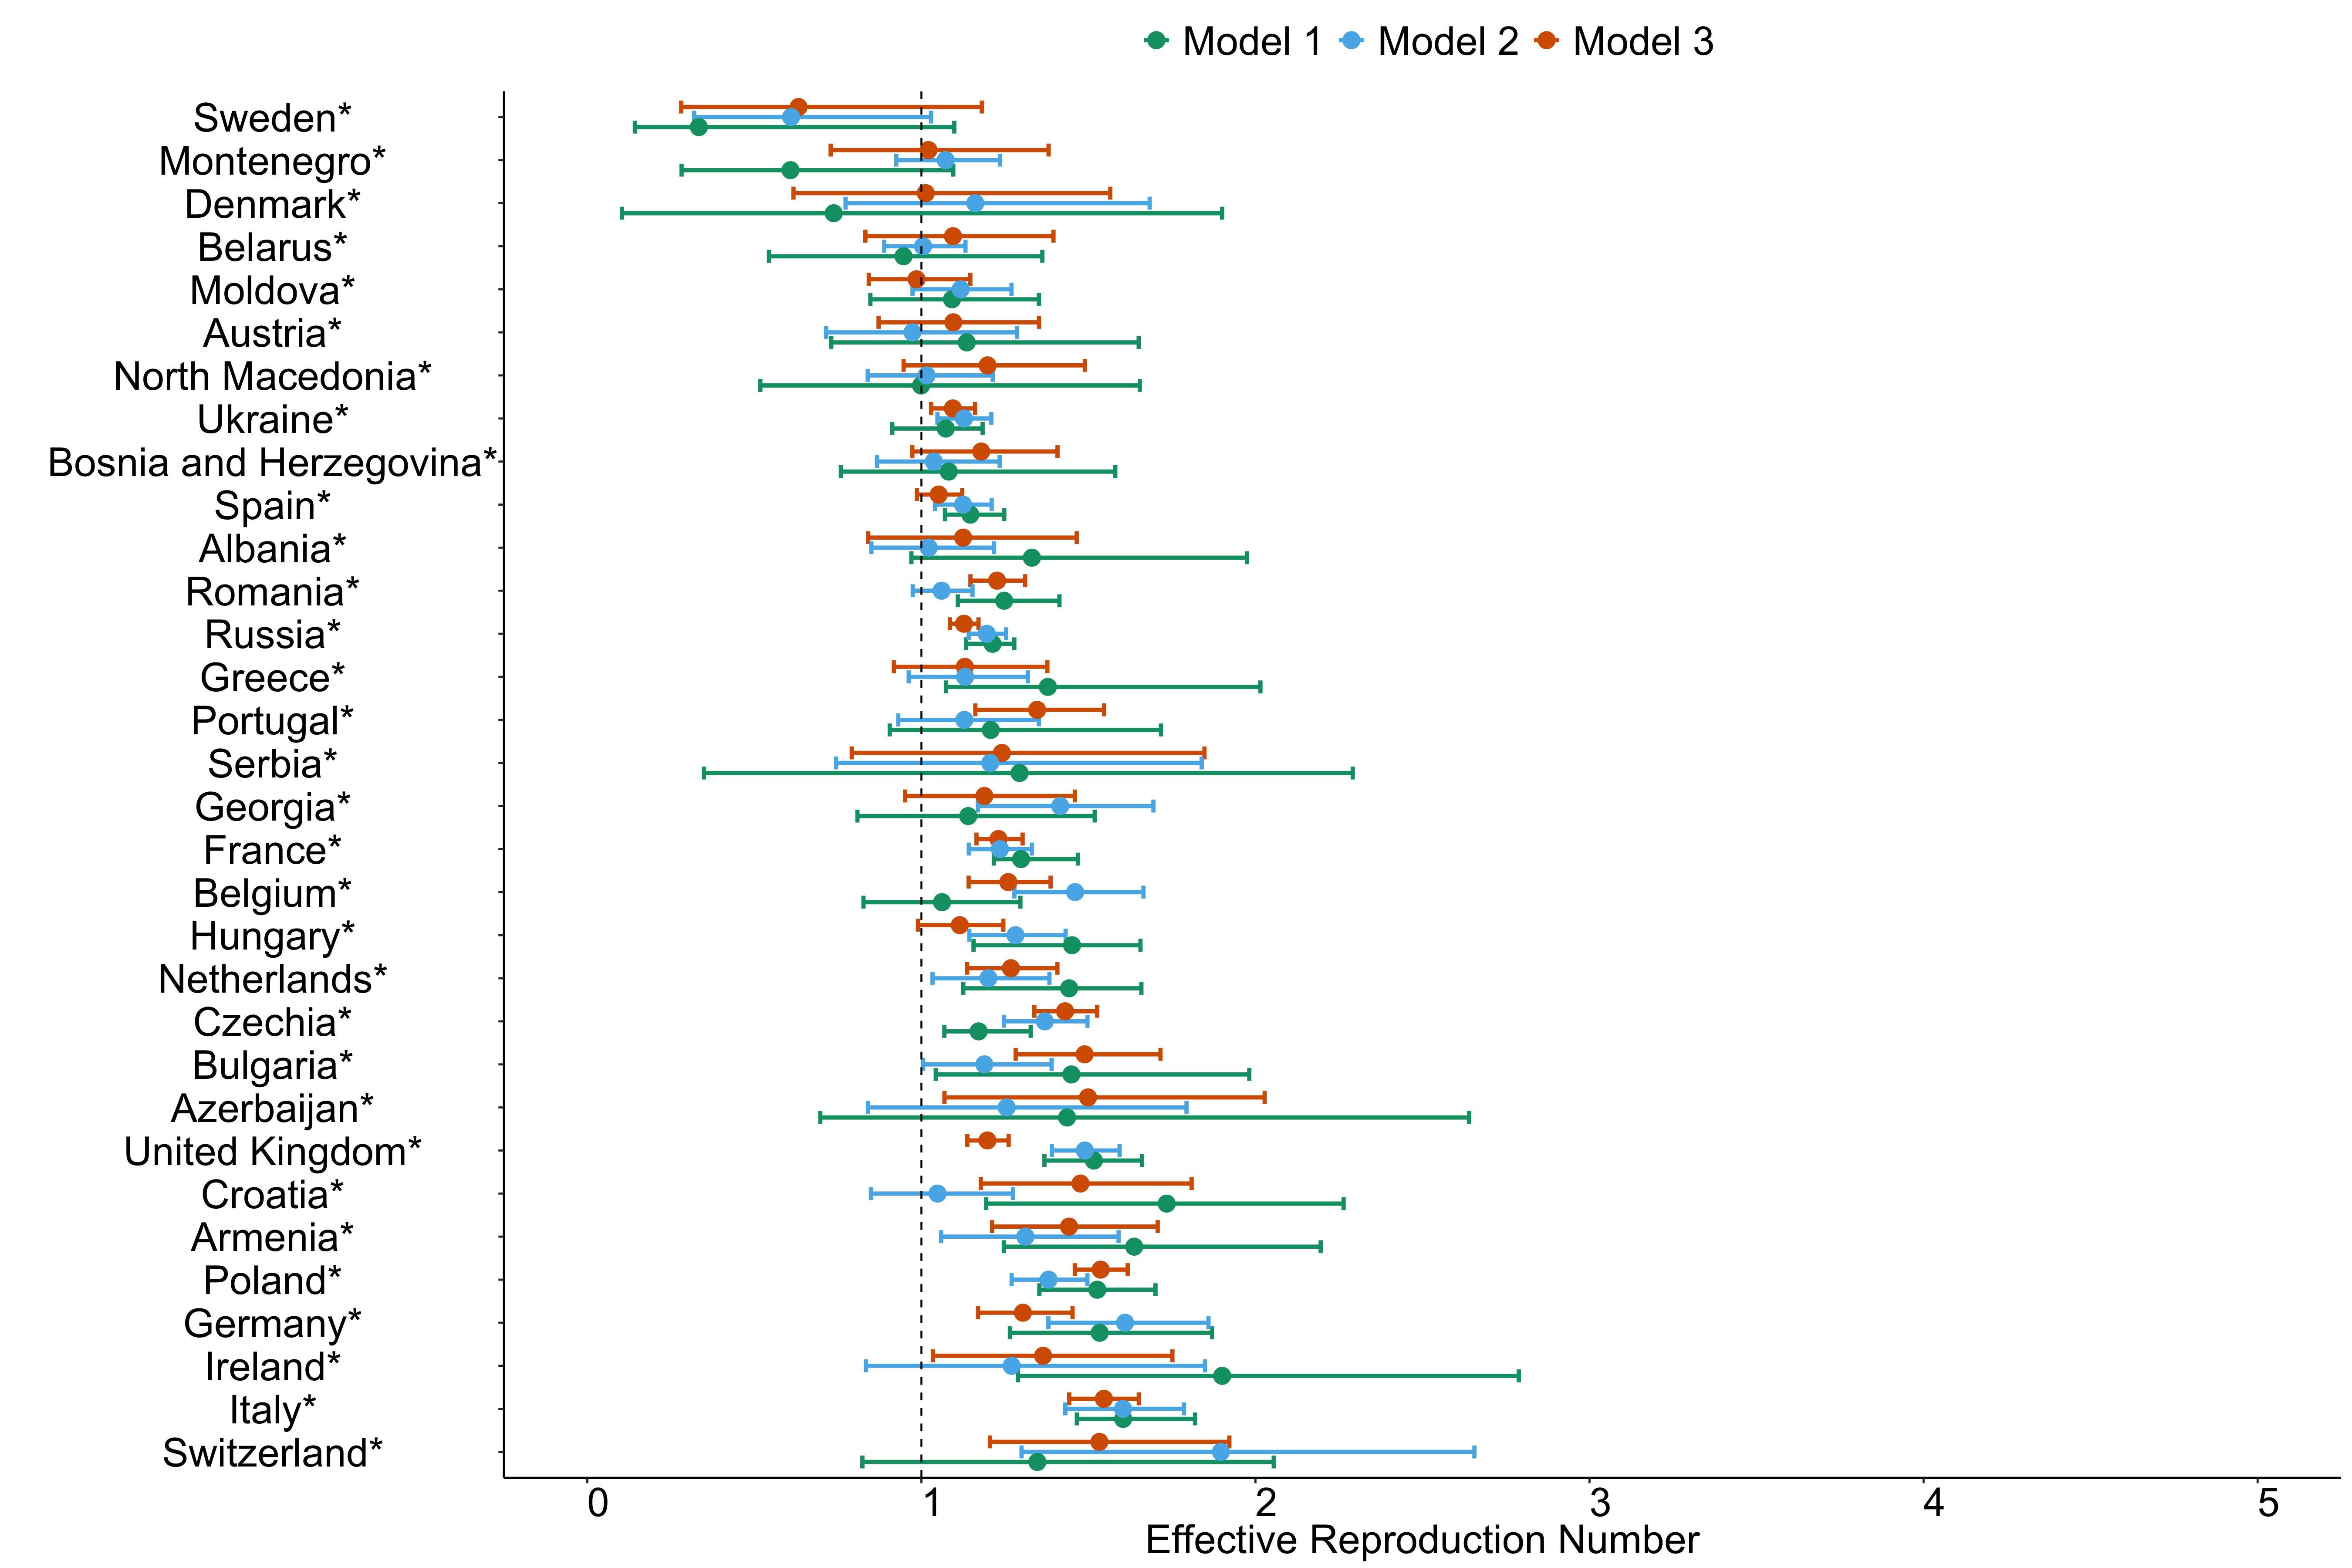 Model 1 Model 2 Model 3
Sweden*
Montenegro*
Denmark*
Belarus*
Moldova*
Austria*
North Macedonia*
Ukraine*
Bosnia and Herzegovina*
Spain*
Albania*
Romania*
Russia*
Greece*
Portugal*
Serbia*
Georgia*
France*
Belgium*
Hungary*
Netherlands*
Czechia*
Bulgaria*
Azerbaijan*
United Kingdom*
Croatia*
Armenia*
Poland*
Germany*
Ireland*
Italy*
Switzerland*
0 1 2 3 4 5
Effective Reproduction Number